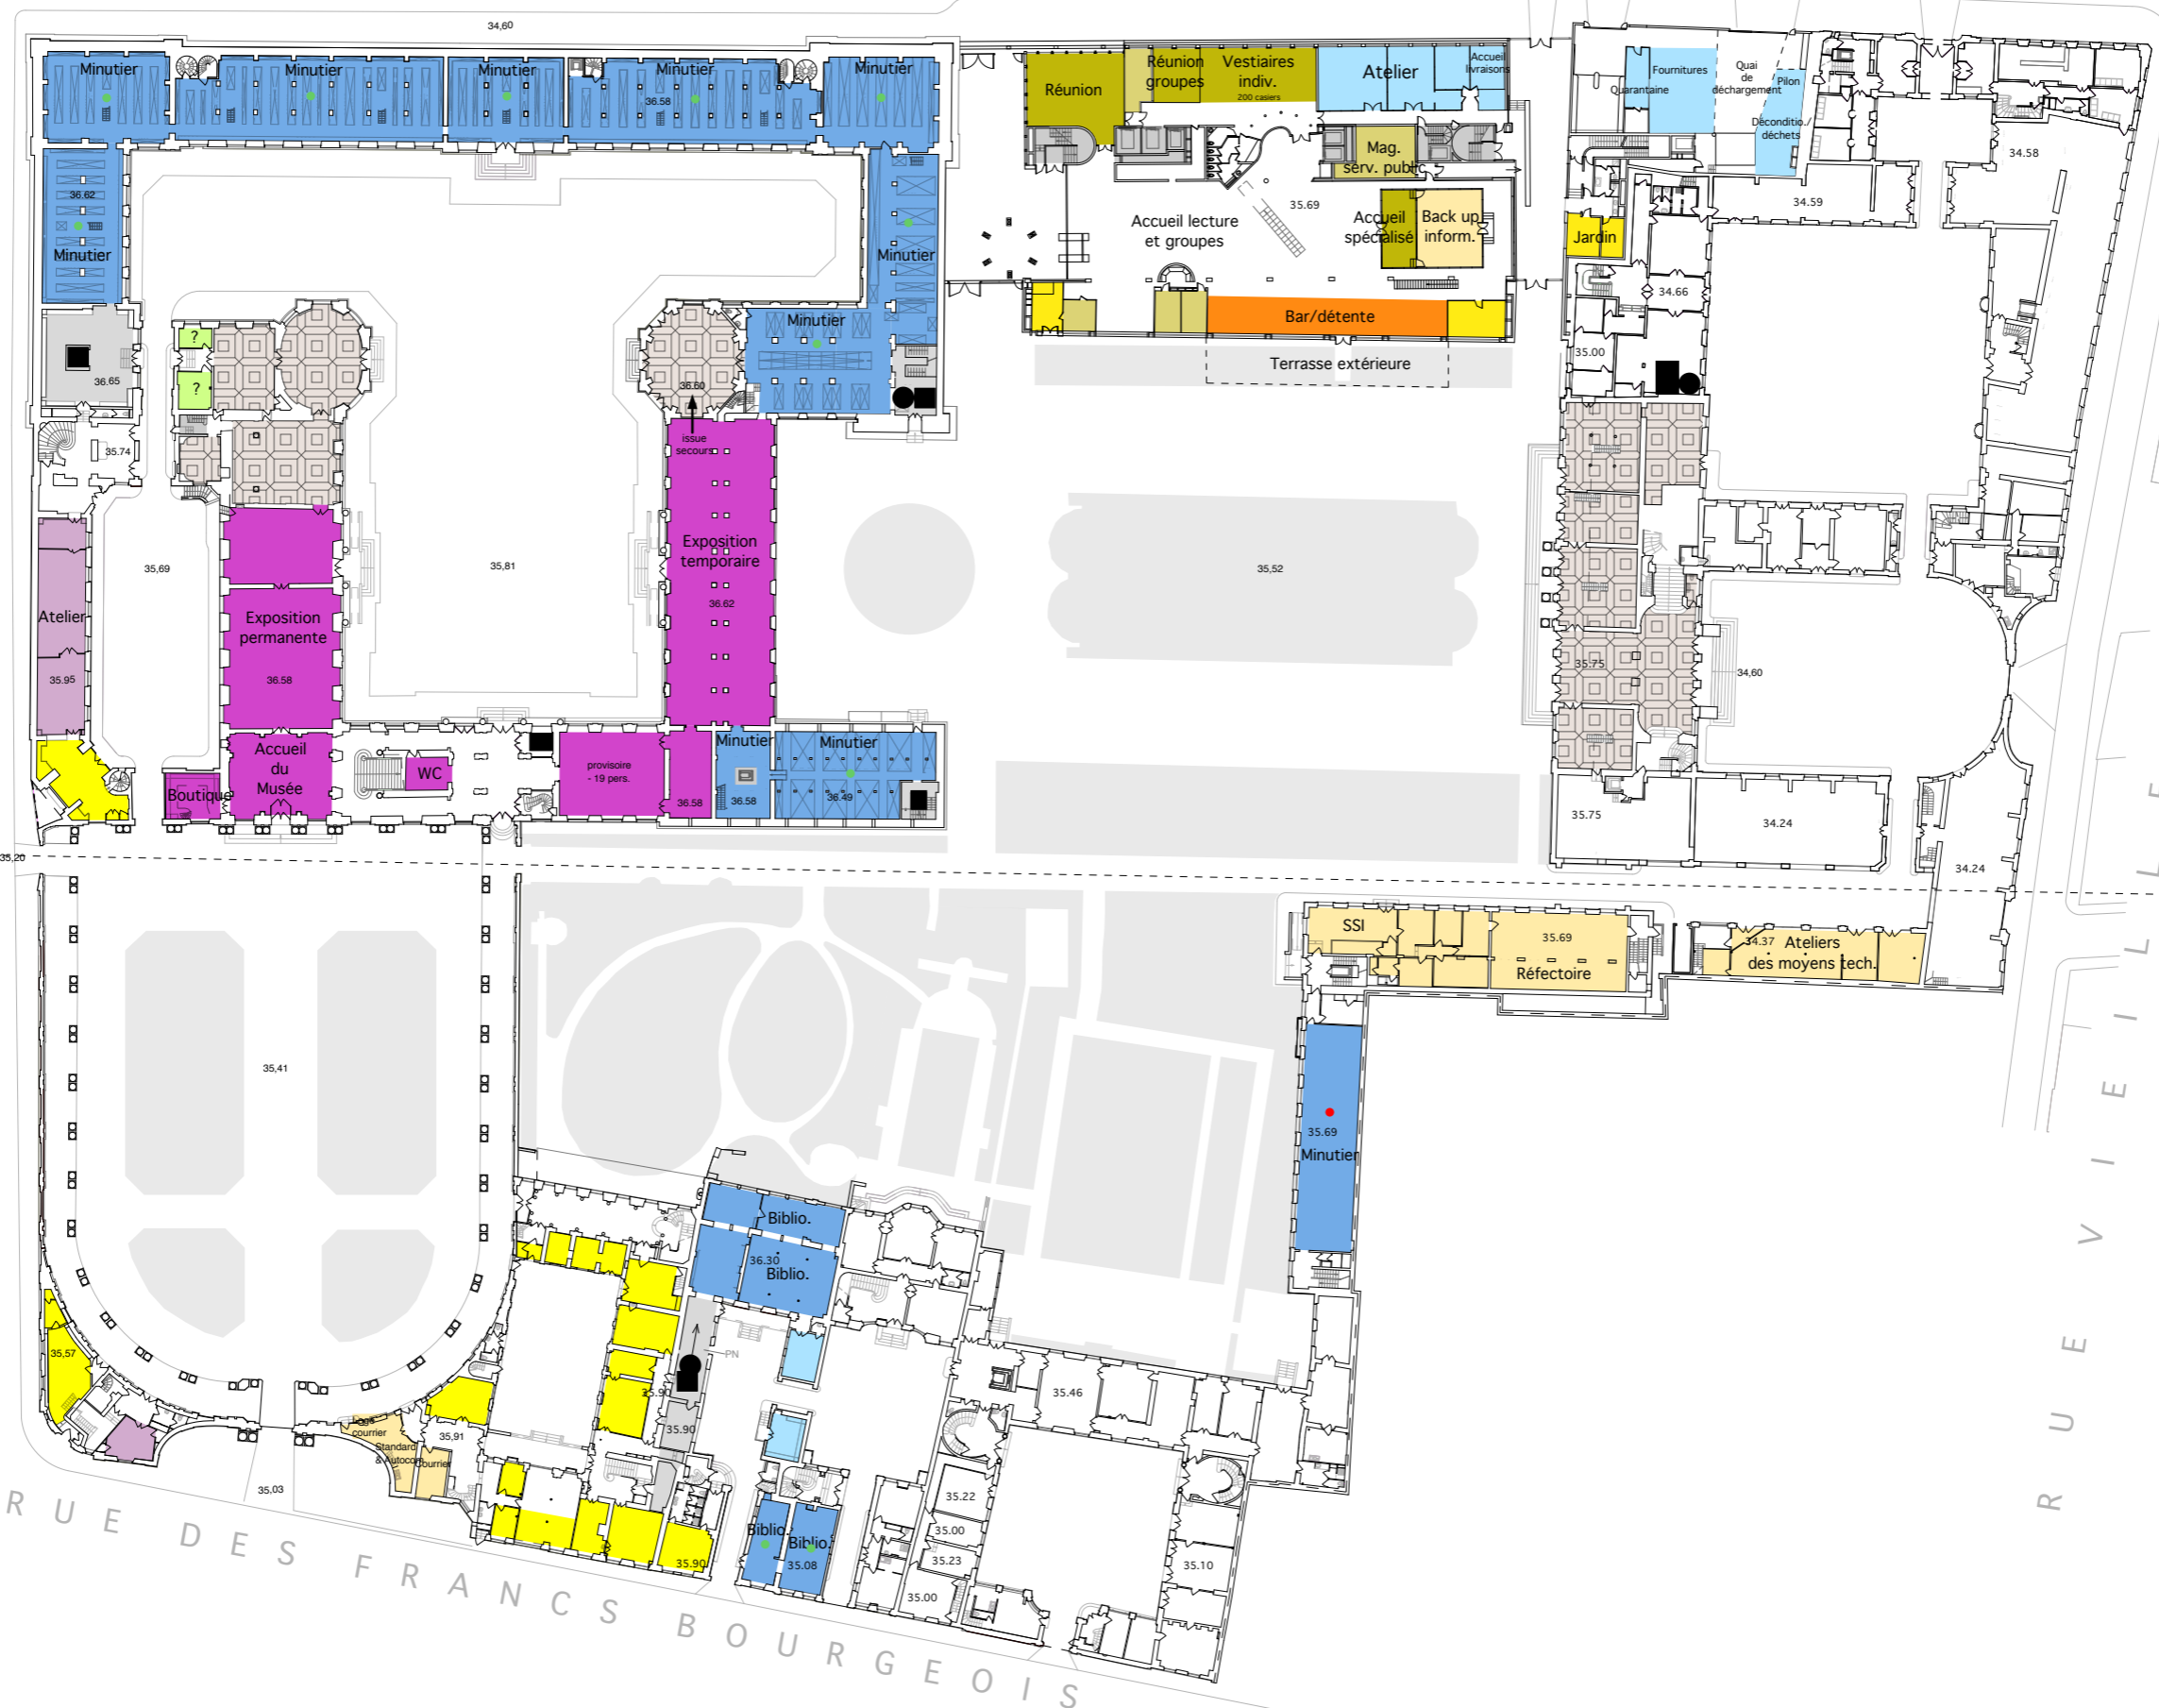 34,60
Minutier
Minutier
Minutier
Minutier
36.58
Minutier
36.62
Minutier
Minutier
Minutier
Réunion
Réunion
groupes
Vestiaires
indiv.
200 casiers
Atelier
Accueil
livraisons
Mag.
serv. public
Accueil lecture
et groupes
35.69
Accueil
spécialisé
Back up
inform.
Bar/détente
Terrasse extérieure
Quarantaine
Fournitures
Quai
de
déchargement
Pilon
Déconditio./
déchets
34.58
34.59
Jardin
34.66
35.00
?
?
36.65
36.60
issue
secours
35.74
35,69
35,81
Exposition
temporaire
36.62
35,52
Atelier
35.95
Exposition
permanente
36.58
35.75
34,60
Accueil
du
Musée
Boutique
WC
provisoire
- 19 pers.
36.58
Minutier
36.58
Minutier
36.49
35.75
34.24
34.24
35,20
SSI
35.69
Réfectoire
34.37
Ateliers
des moyens tech.
35,41
35.69
Minutier
Biblio.
36.30
Biblio.
35,57
PN
35.90
35.90
35.46
Loge
courrier
Standard
& Autocom
Courrier
35,91
35,03
35.90
Biblio.
Biblio.
35.08
35.22
35.00
35.23
35.00
35.10
RUE DES FRANCS BOURGEOIS
RUE VIEILLE